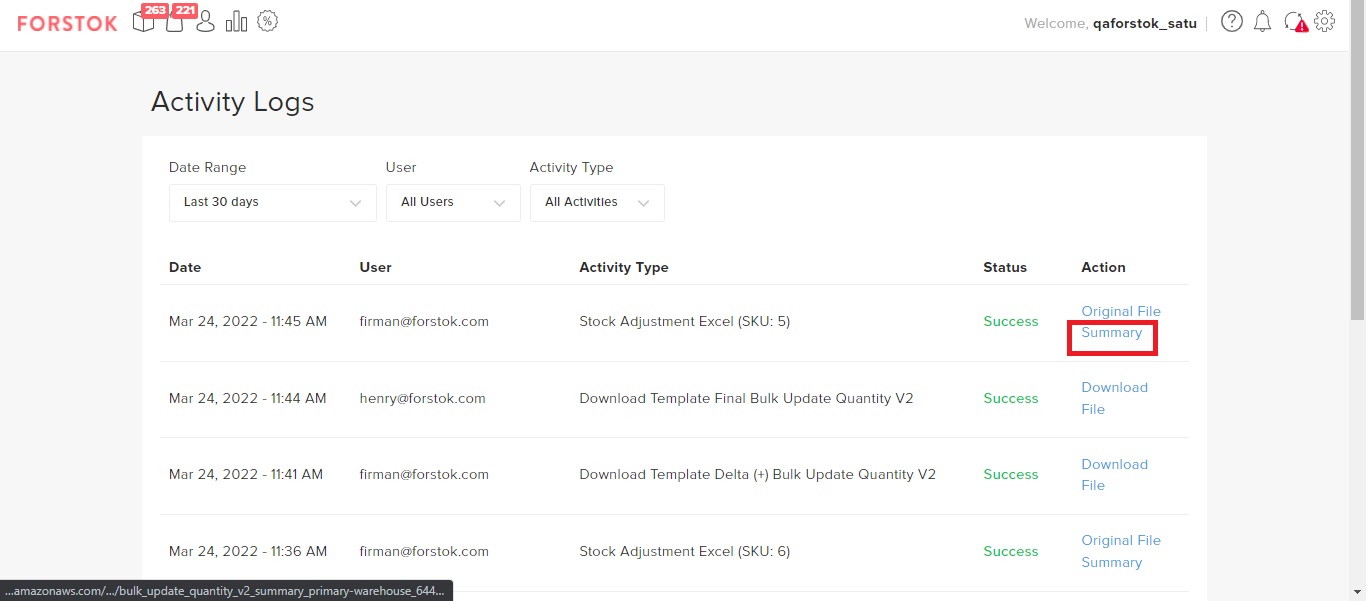 FORSTOK
263 221 %
Welcome, qaforstok_satu
Activity Logs
Date Range User Activity Type
Last 30 days All Users All Activities
Date User Activity Type Status Action
Mar 24, 2022 - 11:45 AM firman@forstok.com Stock Adjustment Excel (SKU: 5) Success Original File
Summary
Mar 24, 2022 - 11:44 AM henry@forstok.com Download Template Final Bulk Update Quantity V2 Success Download
File
Mar 24, 2022 - 11:41 AM firman@forstok.com Download Template Delta (+) Bulk Update Quantity V2 Success Download
File
Mar 24, 2022 - 11:36 AM firman@forstok.com Stock Adjustment Excel (SKU: 6) Success Original File
Summary
...amazonaws.com/.../bulk_update_quantity_v2_summary_primary-warehouse_644...